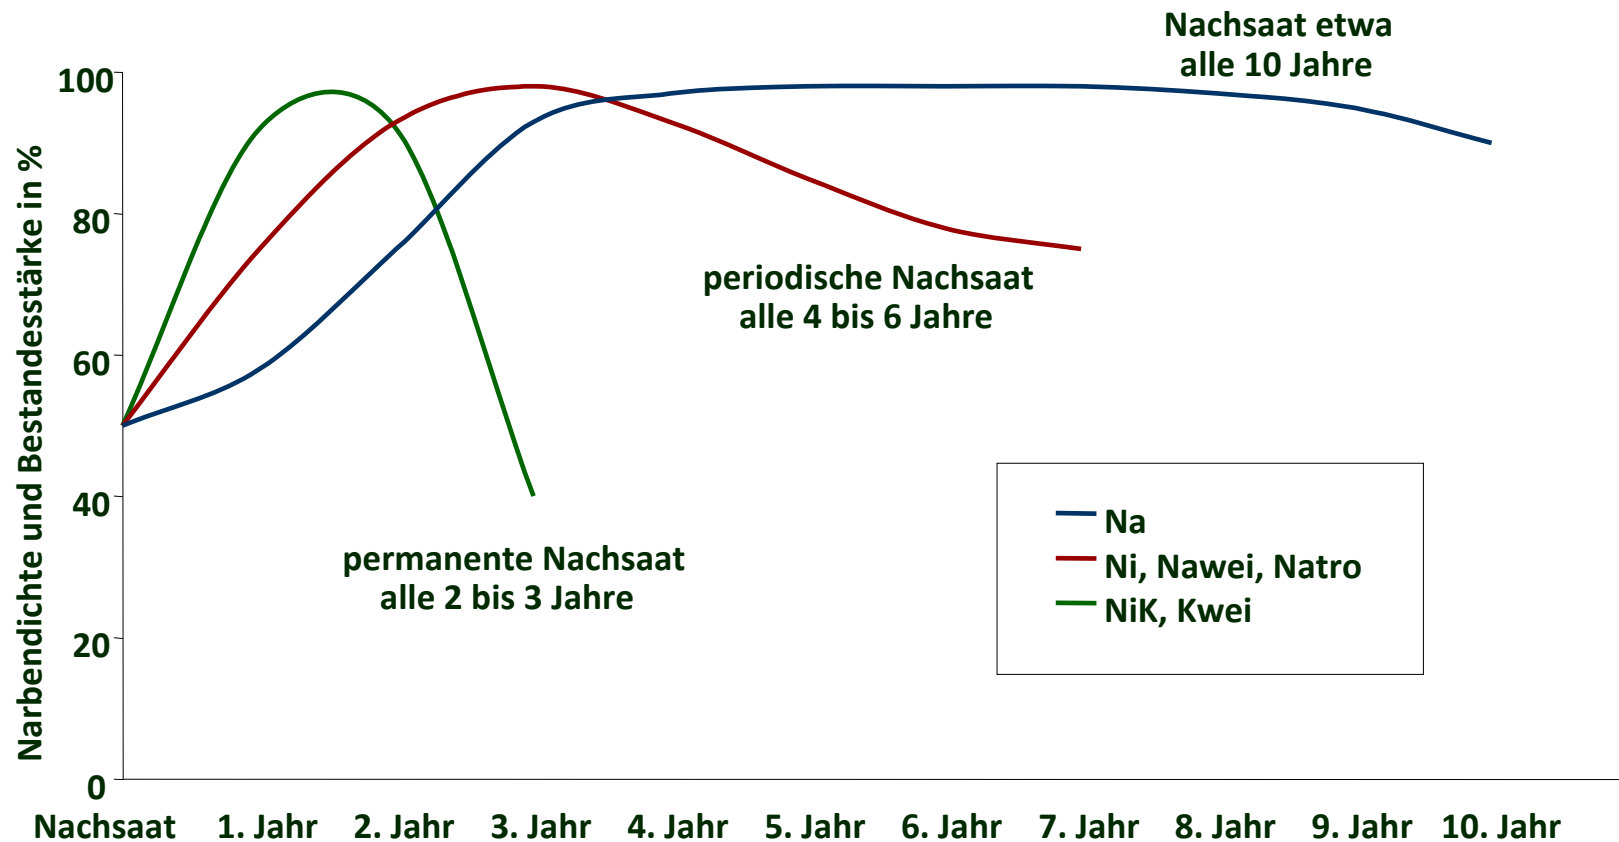 Nachsaat etwa
alle 10 Jahre
Narbendichte und Bestandesstärke in %
100
80
60
40
20
0
periodische Nachsaat
alle 4 bis 6 Jahre
permanente Nachsaat
alle 2 bis 3 Jahre
Na
Ni, Nawei, Natro
NiK, Kwei
Nachsaat 1. Jahr 2. Jahr 3. Jahr 4. Jahr 5. Jahr 6. Jahr 7. Jahr 8. Jahr 9. Jahr 10. Jahr